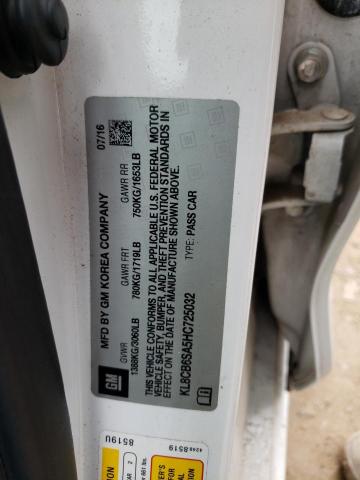 MFD BY GM KOREA COMPANY 07/16
GVWR GAWR FRT GAWR RR
1388KG/3060LB 780KG/1719LB 750KG/1653LB
THIS VEHICLE CONFORMS TO ALL APPLICABLE U.S. FEDERAL MOTOR
VEHICLE SAFETY, BUMPER, AND THEFT PREVENTION STANDARDS IN
EFFECT ON THE DATE OF MANUFACTURE SHOWN ABOVE.
KL8CB6SA5HC725032 TYPE: PASS CAR
GM
8519U
4248 8519